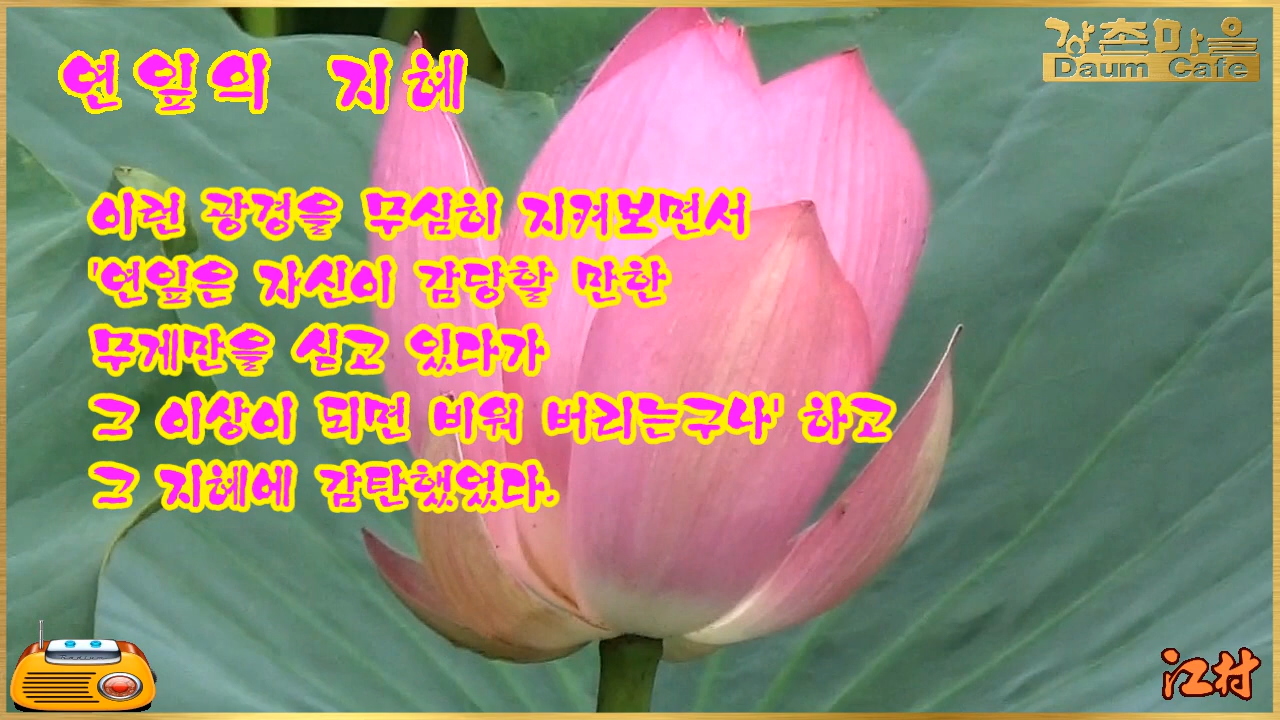 강촌마을
Daum Cafe
연잎의 지혜
이런 광경을 무심히 지켜보면서
'연잎은 자신이 감당할 만한
무게만을 싣고 있다가
그 이상이 되면 비워 버리는구나' 하고
그 지혜에 감탄했었다.
江村